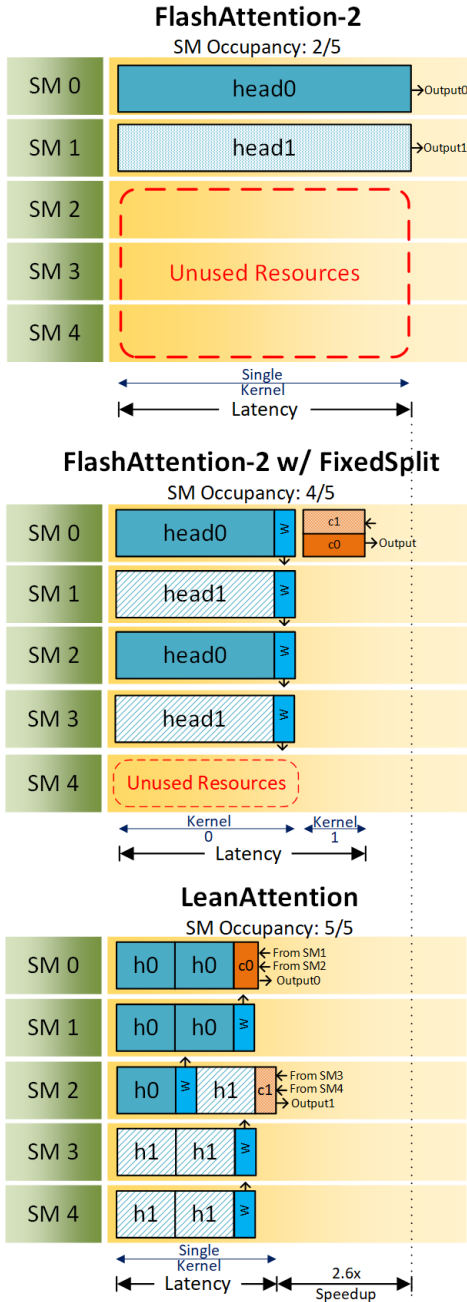 FlashAttention-2
SM Occupancy: 2/5
SM 0
head0
Output0
SM 1
head1
Output1
SM 2
SM 3
Unused Resources
SM 4
Single
Kernel
Latency
FlashAttention-2 w/ FixedSplit
SM Occupancy: 4/5
SM 0
head0
W
c1
c0
Output
SM 1
head1
W
SM 2
head0
W
SM 3
head1
W
SM 4
Unused Resources
Kernel
0
Kernel
1
Latency
LeanAttention
SM Occupancy: 5/5
SM 0
h0
h0
c0
From SM1
From SM2
Output0
SM 1
h0
h0
W
SM 2
h0
W
h1
c1
From SM3
From SM4
Output1
SM 3
h1
h1
W
SM 4
h1
h1
W
Single
Kernel
Latency
2.6x
Speedup